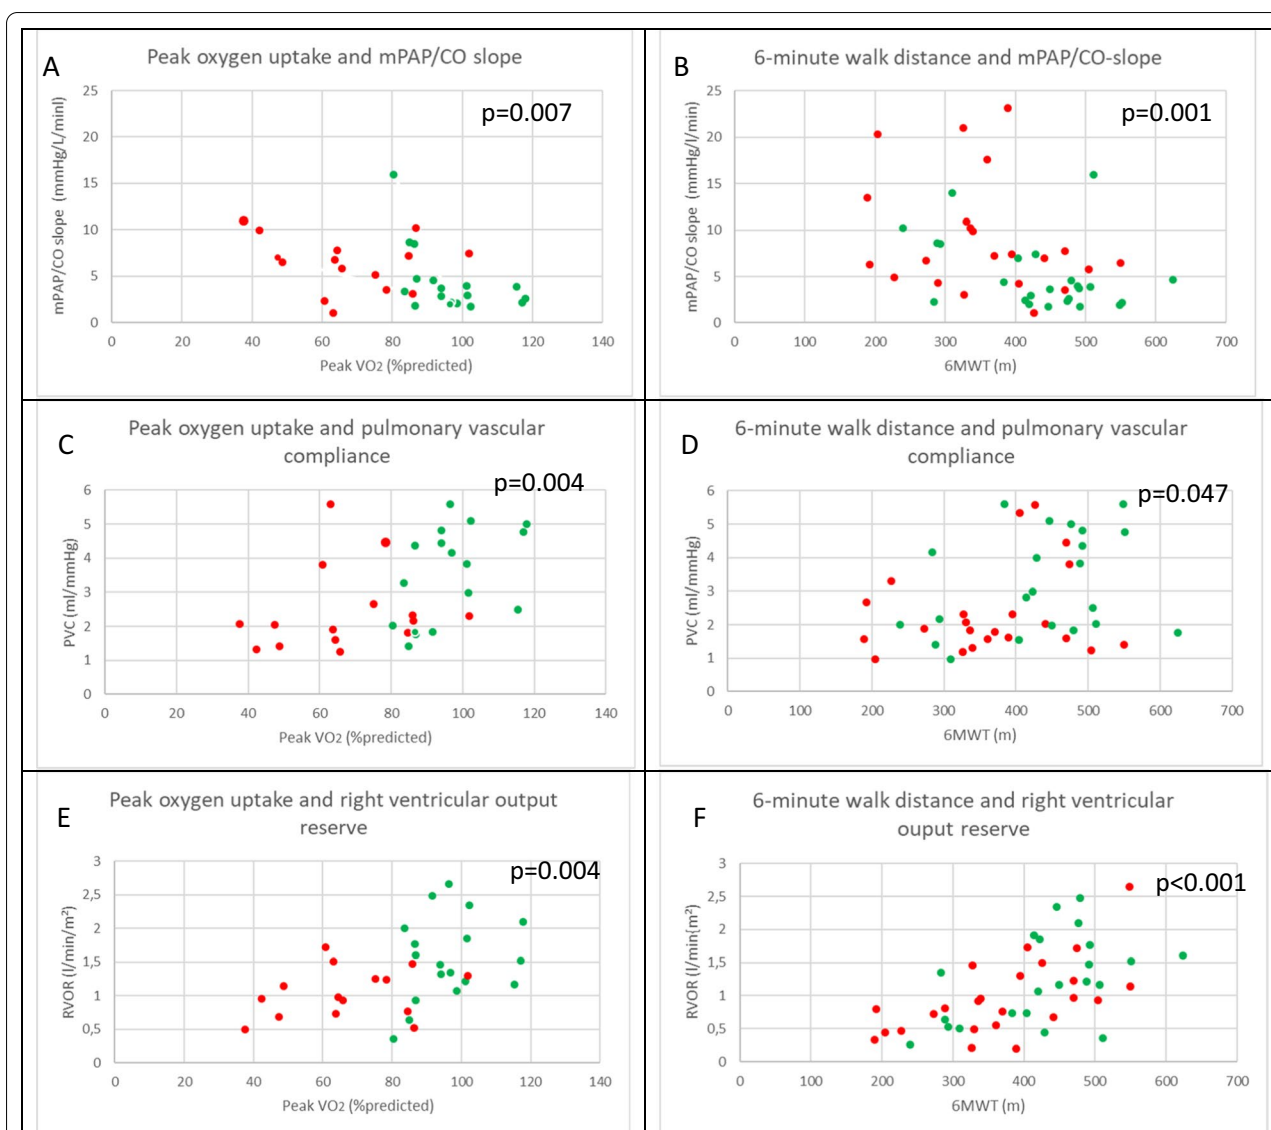 A
Peak oxygen uptake and mPAP/CO slope
p=0.007
mPAP/CO slope (mmHg/L/minl)
25
20
15
10
5
0
0 20 40 60 80 100 120 140
Peak VO2 (%predicted)
B
6-minute walk distance and mPAP/CO-slope
p=0.001
mPAP/CO slope (mmHg/l/min)
25
20
15
10
5
0
0 100 200 300 400 500 600 700
6MWT (m)
C
Peak oxygen uptake and pulmonary vascular
compliance
p=0.004
PVC (ml/mmHg)
6
5
4
3
2
1
0
0 20 40 60 80 100 120 140
Peak VO2 (%predicted)
D
6-minute walk distance and pulmonary vascular
compliance
p=0.047
PVC (ml/mmHg)
6
5
4
3
2
1
0
0 100 200 300 400 500 600 700
6MWT (m)
E
Peak oxygen uptake and right ventricular output
reserve
p=0.004
RVOR (l/min/m²)
3
2,5
2
1,5
1
0,5
0
0 20 40 60 80 100 120 140
Peak VO2 (%predicted)
F
6-minute walk distance and right ventricular
ouput reserve
p<0.001
RVOR (l/min{m²)
3
2,5
2
1,5
1
0,5
0
0 100 200 300 400 500 600 700
6MWT (m)